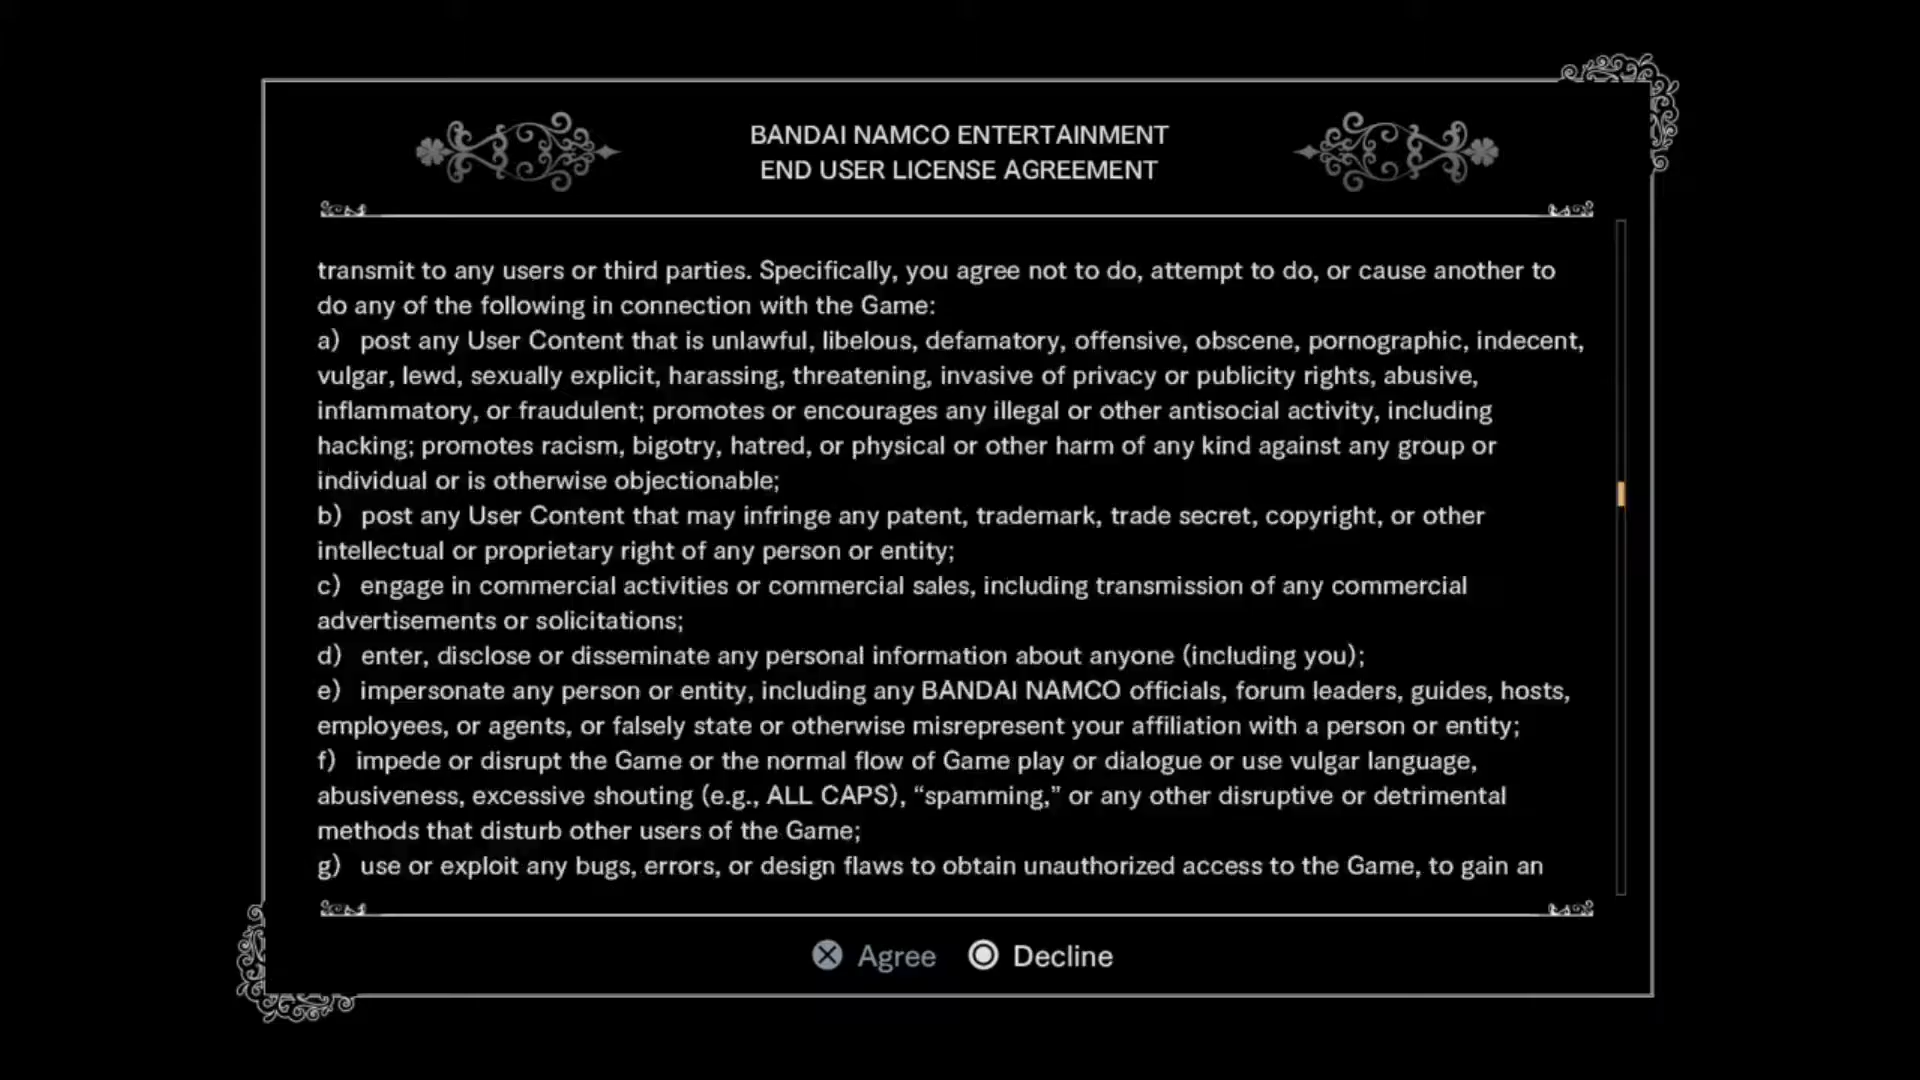 BANDAI NAMCO ENTERTAINMENT
END USER LICENSE AGREEMENT
transmit to any users or third parties. Specifically, you agree not to do, attempt to do, or cause another to
do any of the following in connection with the Game:
a) post any User Content that is unlawful, libelous, defamatory, offensive, obscene, pornographic, indecent,
vulgar, lewd, sexually explicit, harassing, threatening, invasive of privacy or publicity rights, abusive,
inflammatory, or fraudulent; promotes or encourages any illegal or other antisocial activity, including
hacking; promotes racism, bigotry, hatred, or physical or other harm of any kind against any group or
individual or is otherwise objectionable;
b) post any User Content that may infringe any patent, trademark, trade secret, copyright, or other
intellectual or proprietary right of any person or entity;
c) engage in commercial activities or commercial sales, including transmission of any commercial
advertisements or solicitations;
d) enter, disclose or disseminate any personal information about anyone (including you);
e) impersonate any person or entity, including any BANDAI NAMCO officials, forum leaders, guides, hosts,
employees, or agents, or falsely state or otherwise misrepresent your affiliation with a person or entity;
f) impede or disrupt the Game or the normal flow of Game play or dialogue or use vulgar language,
abusiveness, excessive shouting (e.g., ALL CAPS), “spamming,” or any other disruptive or detrimental
methods that disturb other users of the Game;
g) use or exploit any bugs, errors, or design flaws to obtain unauthorized access to the Game, to gain an
Agree Decline